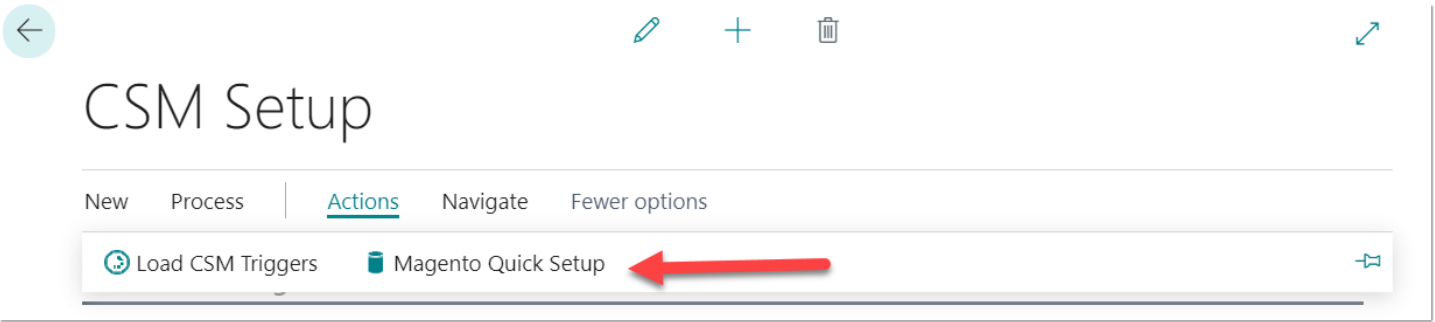 CSM Setup
New Process Actions Navigate Fewer options
Load CSM Triggers Magento Quick Setup